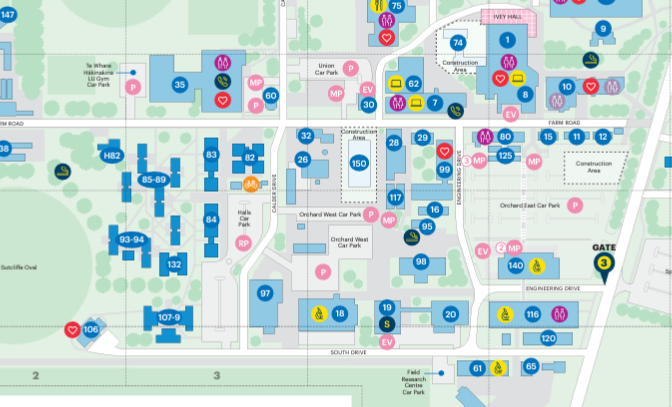 147
75
IVEY HALL
9
74
1
Construction
Area
Te Whare
Hākinakina
LU Gym
Car Park
P
35
MP
P
60
Union
Car Park
P
MP
EV
30
62
7
8
EV
10
RM ROAD
FARM ROAD
38
H82
83
82
M
85-89
84
93-94
132
107-9
106
Sutcliffe Oval
Halls
Car
Park
RP
CALDER DRIVE
32
26
Construction
Area
150
28
29
99
117
16
95
98
Orchard West Car Park
P
MP
Orchard West
Car Park
P
ENGINEERING DRIVE
80
3
MP
125
MP
15
11
12
Construction
Area
Orchard East Car Park
P
EV
2
MP
140
GATE
3
ENGINEERING DRIVE
97
18
19
S
EV
20
116
120
SOUTH DRIVE
Field
Research
Centre
Car Park
61
65
2
3